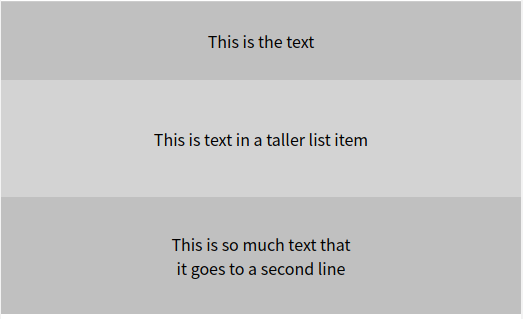 This is the text
This is text in a taller list item
This is so much text that
it goes to a second line